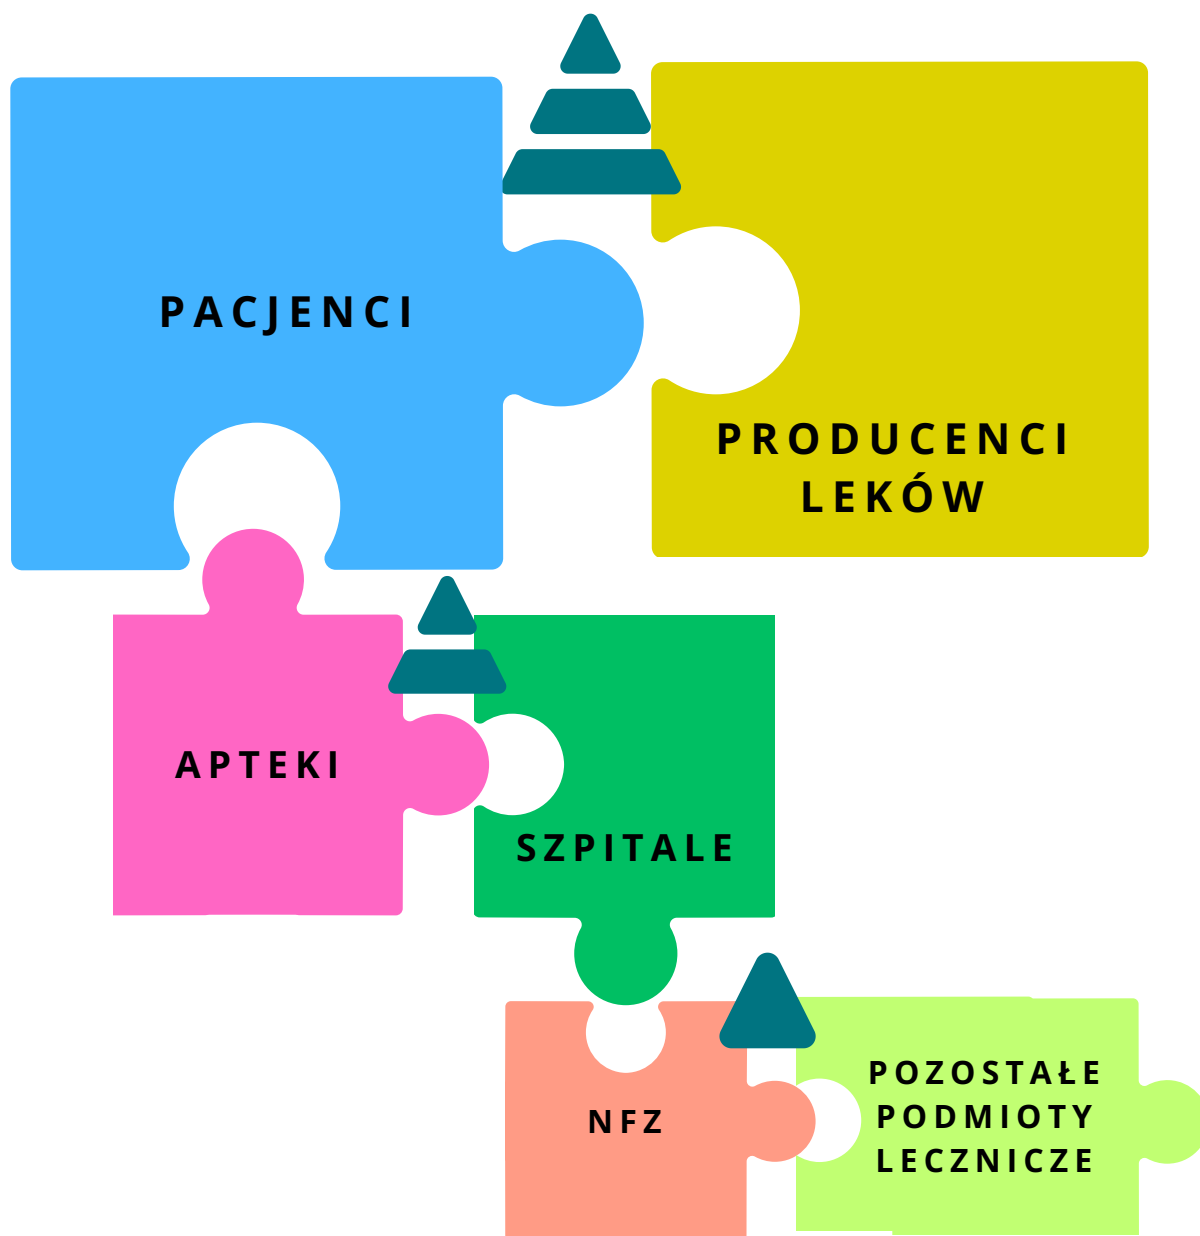 PACJENCI
PRODUCENCI
LEKÓW
APTEKI
SZPITALE
NFZ
POZOSTAŁE
PODMIOTY
LECZNICZE